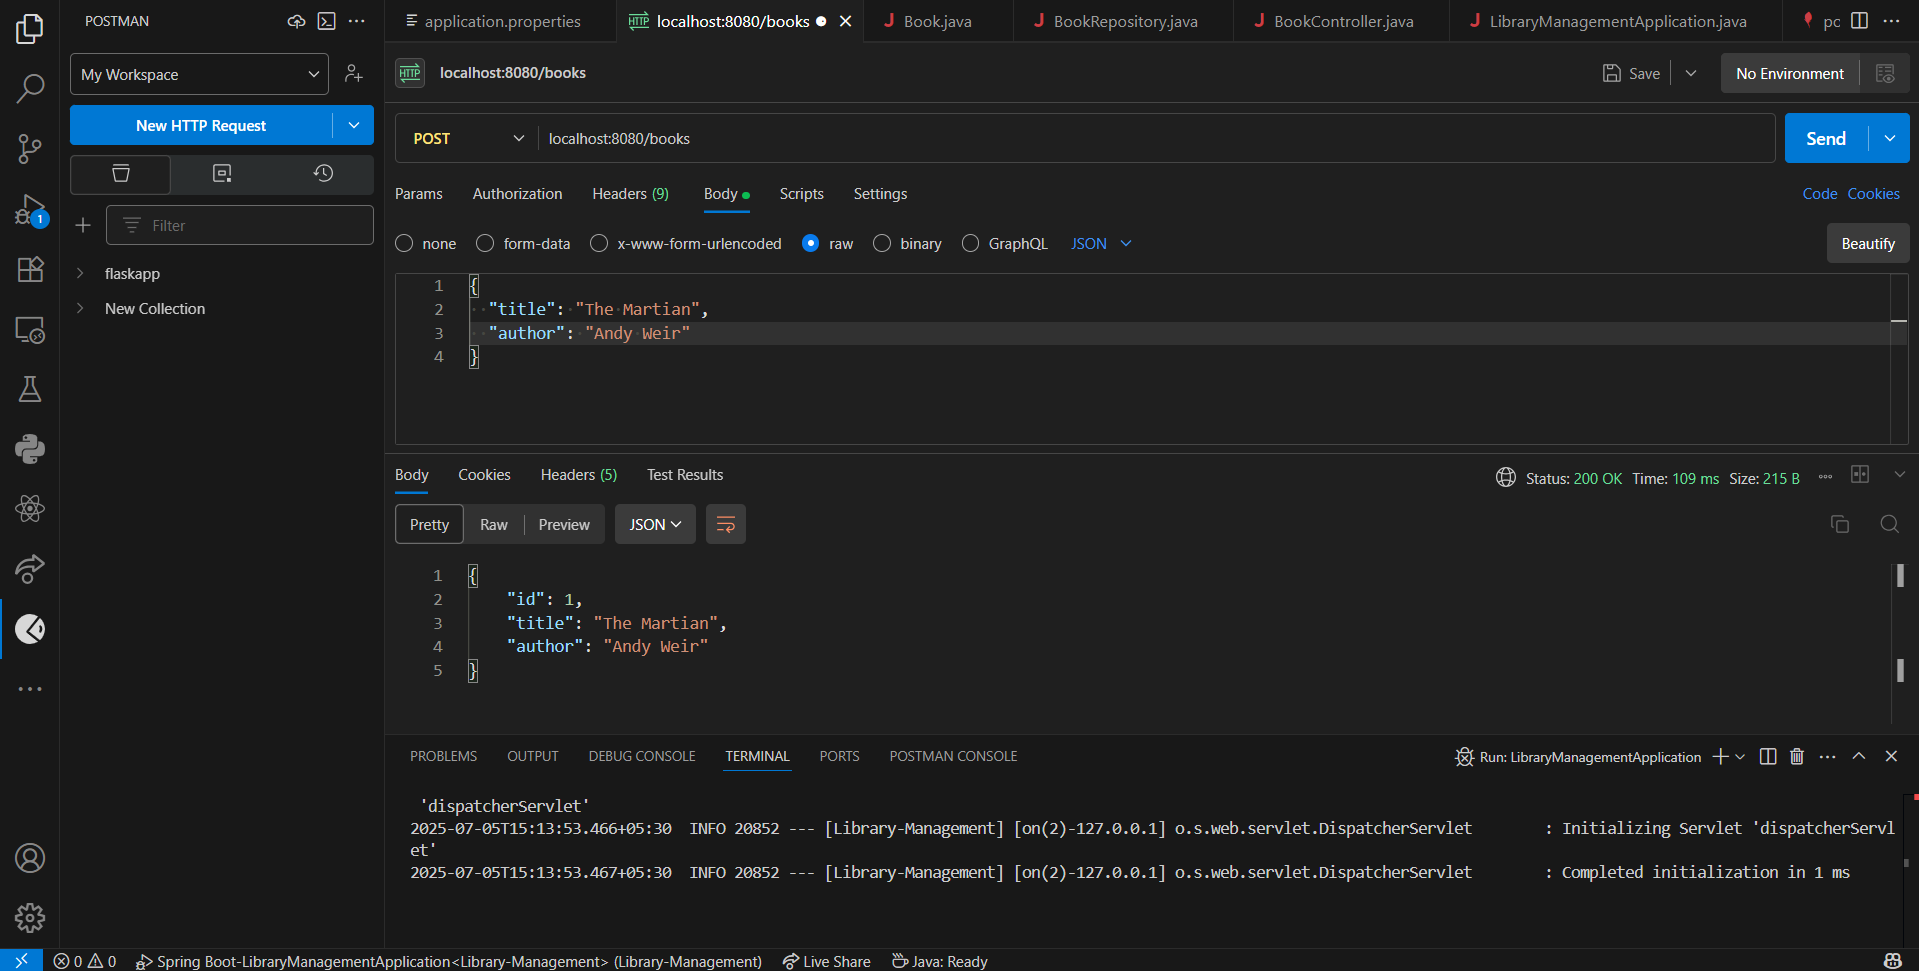 POSTMAN
application.properties
HTTP localhost:8080/books
J Book.java
J BookRepository.java
J BookController.java
J LibraryManagementApplication.java
pc
My Workspace
HTTP localhost:8080/books
Save
No Environment
New HTTP Request
POST localhost:8080/books
Send
Params Authorization Headers (9) Body Scripts Settings
Code Cookies
Filter
none form-data x-www-form-urlencoded raw binary GraphQL JSON
Beautify
flaskapp
New Collection
1 {
2 "title": "The Martian",
3 "author": "Andy Weir"
4 }
1
Body Cookies Headers (5) Test Results
Status: 200 OK Time: 109 ms Size: 215 B
Pretty Raw Preview JSON
1 {
2 "id": 1,
3 "title": "The Martian",
4 "author": "Andy Weir"
5 }
PROBLEMS OUTPUT DEBUG CONSOLE TERMINAL PORTS POSTMAN CONSOLE
Run: LibraryManagementApplication
'dispatcherServlet'
2025-07-05T15:13:53.466+05:30 INFO 20852 --- [Library-Management] [on(2)-127.0.0.1] o.s.web.servlet.DispatcherServlet : Initializing Servlet 'dispatcherServl
et'
2025-07-05T15:13:53.467+05:30 INFO 20852 --- [Library-Management] [on(2)-127.0.0.1] o.s.web.servlet.DispatcherServlet : Completed initialization in 1 ms
0 0 Spring Boot-LibraryManagementApplication<Library-Management> (Library-Management) Live Share Java: Ready